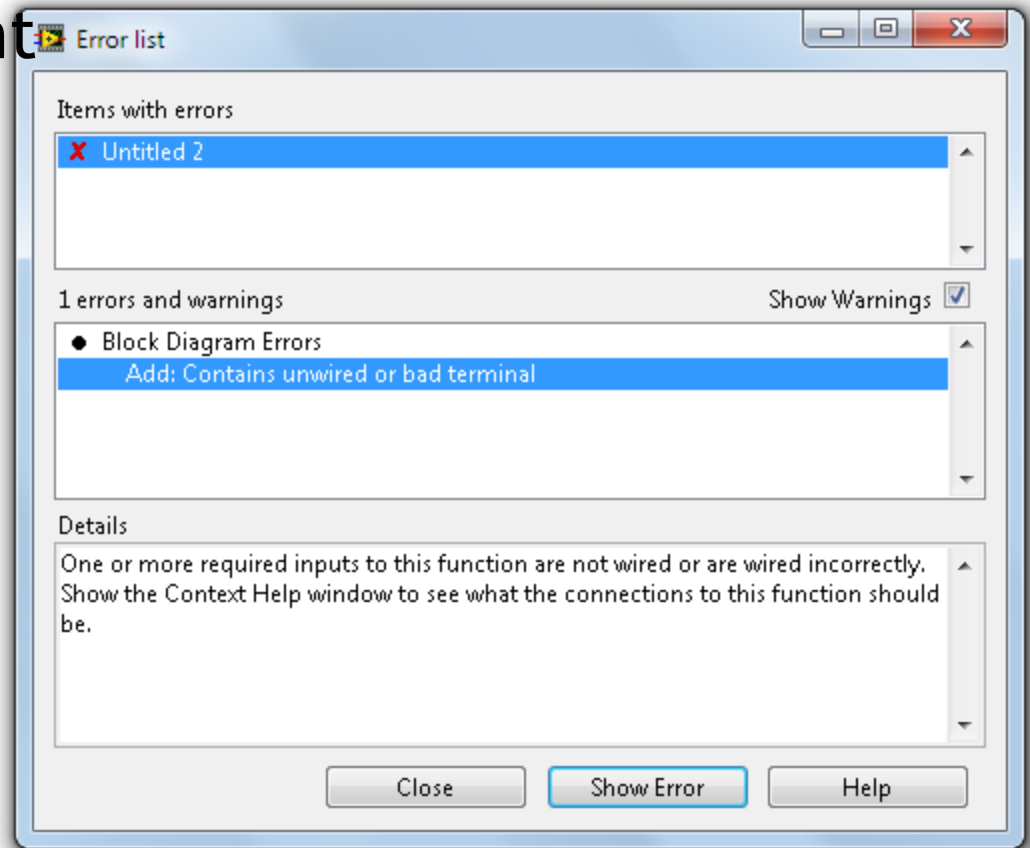 nt
Error list
Items with errors
X Untitled 2
1 errors and warnings
Show Warnings
Block Diagram Errors
Add: Contains unwired or bad terminal
Details
One or more required inputs to this function are not wired or are wired incorrectly.
Show the Context Help window to see what the connections to this function should
be.
Close
Show Error
Help